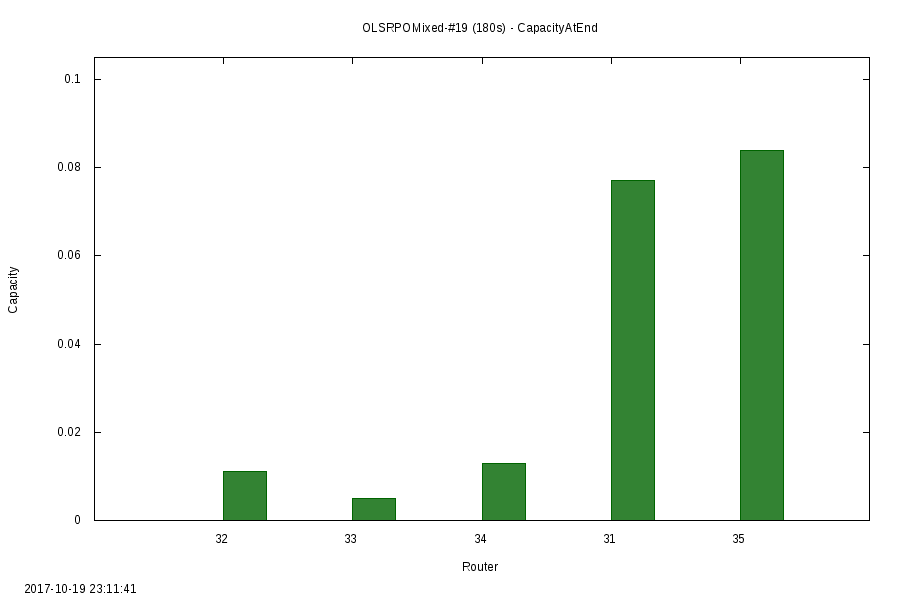 OLSRPOMixed-#19 (180s) - CapacityAtEnd
0.1
0.08
0.06
0.04
0.02
0
Capacity
32 33 34 31 35
Router
2017-10-19 23:11:41